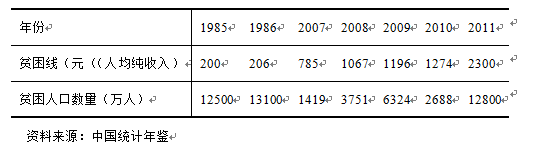 年份 1985 1986 2007 2008 2009 2010 2011
贫困线（元（（人均纯收入） 200 206 785 1067 1196 1274 2300
贫困人口数量（万人） 12500 13100 1419 3751 6324 2688 12800
资料来源：中国统计年鉴